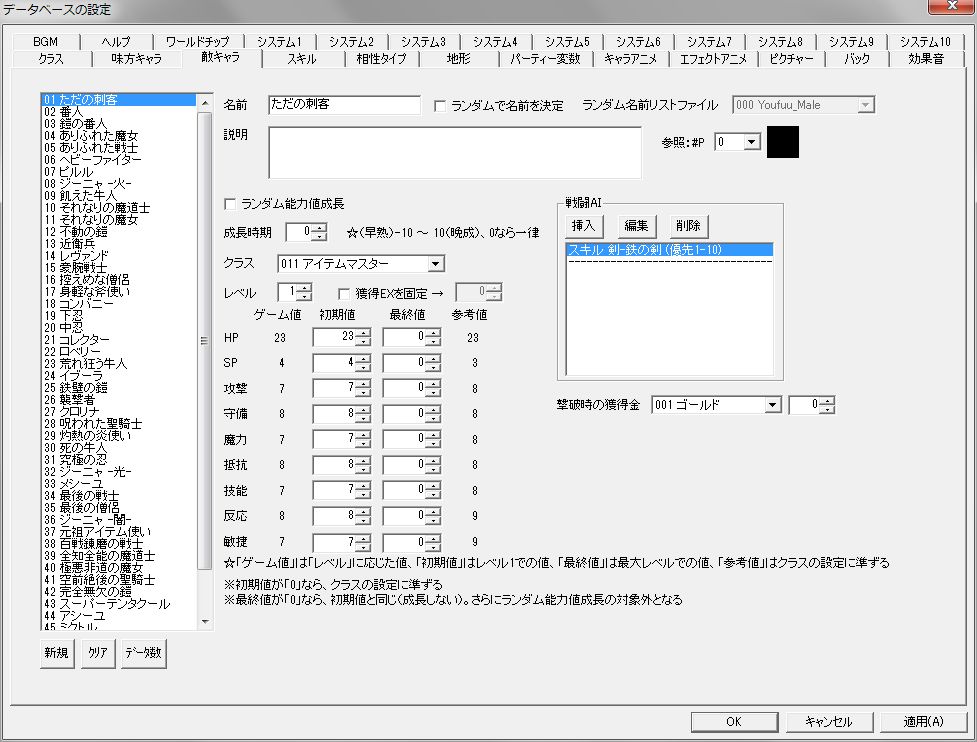 データベースの設定
BGM ヘルプ ワールドチップ システム1 システム2 システム3 システム4 システム5 システム6 システム7 システム8 システム9 システム10
クラス 味方キャラ 敵キャラ スキル 相性タイプ 地形 パーティー変数 キャラアニメ エフェクトアニメ ピクチャー バック 効果音
01 ただの刺客
02 番人
03 鎧の番人
04 ありふれた魔女
05 ありふれた戦士
06 ヘビーファイター
07 ピルル
08 ジーニャ -火-
09 飢えた牛人
10 それなりの魔道士
11 それなりの魔女
12 不動の鎧
13 近衛兵
14 レヴァンド
15 豪腕戦士
16 控えめな僧侶
17 身軽な斧使い
18 コンバニー
19 下忍
20 中忍
21 コレクター
22 ロベリー
23 荒れ狂う牛人
24 イブーラ
25 鉄壁の鎧
26 襲撃者
27 クロリナ
28 呪われた聖騎士
29 灼熱の炎使い
30 死の牛人
31 究極の忍
32 ジーニャ -光-
33 メシーユ
34 最後の戦士
35 最後の僧侶
36 ジーニャ -闇-
37 元祖アイテム使い
38 百戦錬磨の戦士
39 全知全能の魔道士
40 極悪非道の魔女
41 空前絶後の聖騎士
42 完全無欠の鎧
43 スーパーテンタクール
44 アシーユ
45 ミクトル
新規 クリア データ数
名前 ただの刺客 ランダムで名前を決定 ランダム名前リストファイル 000 Youfuu_Male
説明 参照:#P 0
ランダム能力値成長
成長時期 0 ☆(早熟)-10 ～ 10(晩成)、0なら一律
クラス 011 アイテムマスター
レベル 1 獲得EXを固定 → 0
ゲーム値 初期値 最終値 参考値
HP 23 23 0 23
SP 4 4 0 3
攻撃 7 7 0 8
守備 8 8 0 8
魔力 7 7 0 8
抵抗 8 8 0 8
技能 7 7 0 8
反応 8 8 0 9
敏捷 7 7 0 9
戦闘AI
挿入 編集 削除
スキル 剣-鉄の剣 (優先1-10)
撃破時の獲得金 001 ゴールド 0
☆「ゲーム値」は「レベル」に応じた値、「初期値」はレベル1での値、「最終値」は最大レベルでの値、「参考値」はクラスの設定に準ずる
※初期値が「0」なら、クラスの設定に準ずる
※最終値が「0」なら、初期値と同じ(成長しない)。さらにランダム能力値成長の対象外となる
OK キャンセル 適用(A)